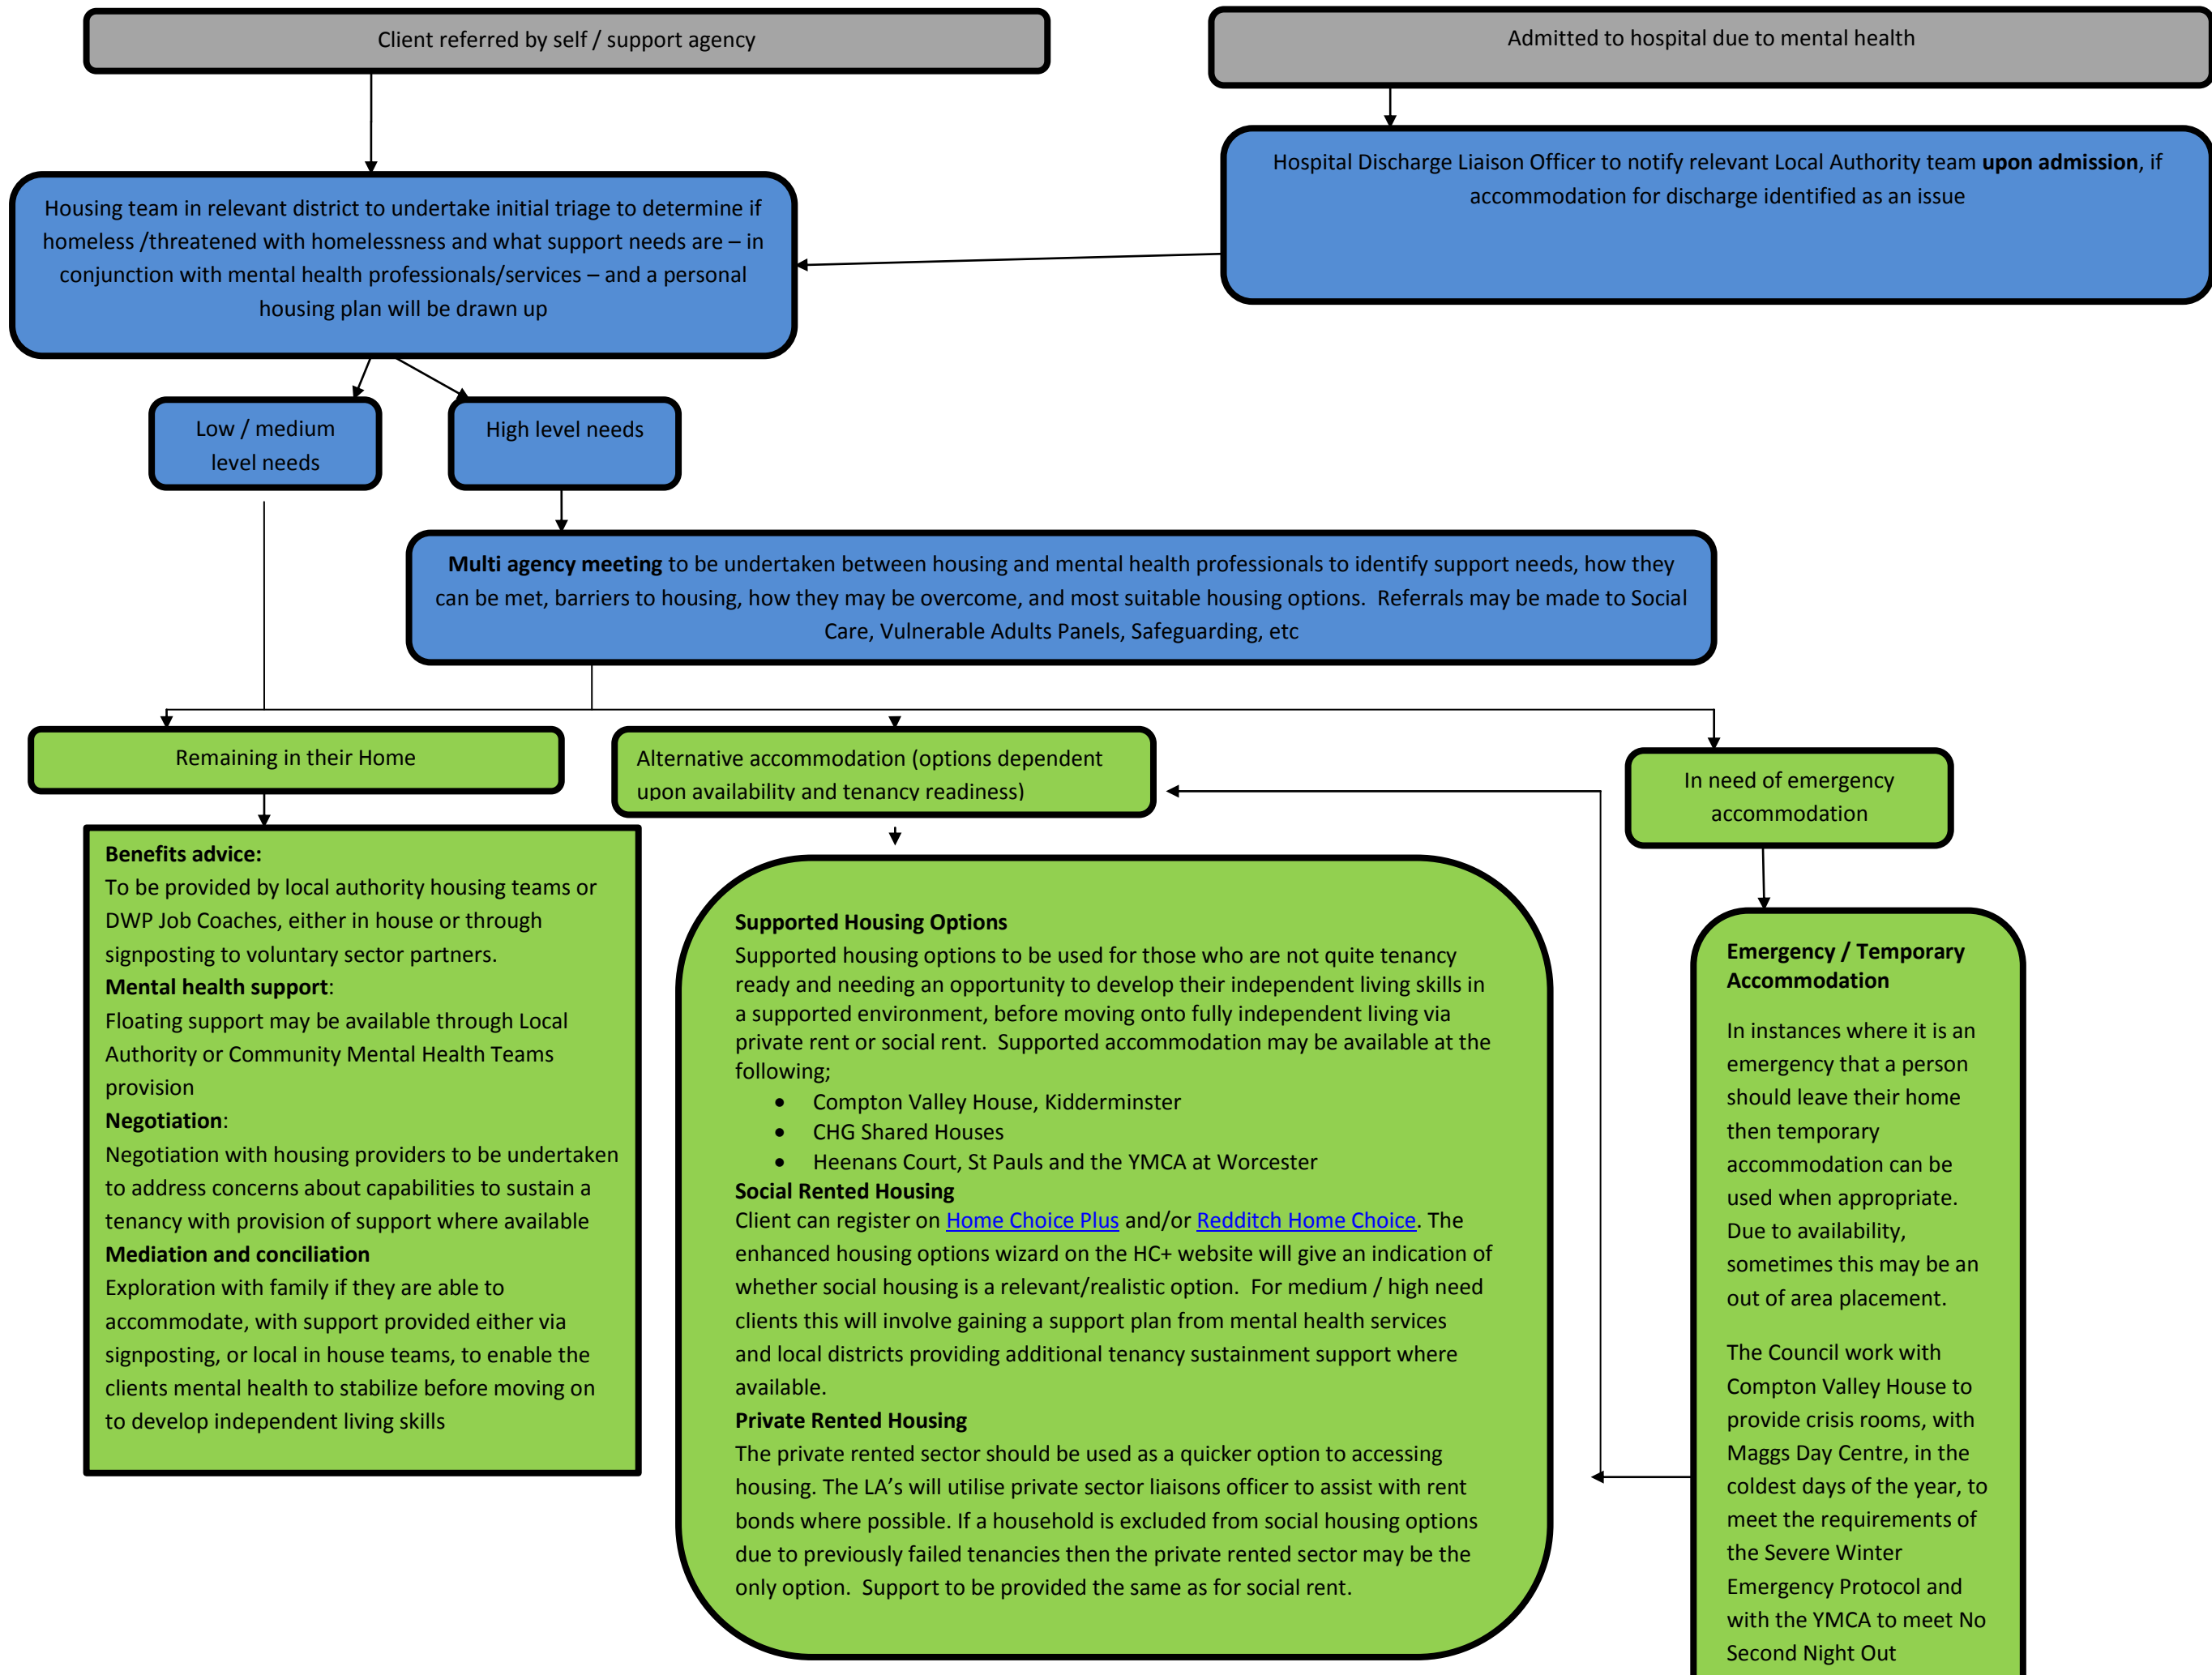 Client referred by self / support agency
Admitted to hospital due to mental health
Hospital Discharge Liaison Officer to notify relevant Local Authority team upon admission, if
accommodation for discharge identified as an issue
Housing team in relevant district to undertake initial triage to determine if
homeless /threatened with homelessness and what support needs are – in
conjunction with mental health professionals/services – and a personal
housing plan will be drawn up
Low / medium
level needs
High level needs
Multi agency meeting to be undertaken between housing and mental health professionals to identify support needs, how they
can be met, barriers to housing, how they may be overcome, and most suitable housing options.  Referrals may be made to Social
Care, Vulnerable Adults Panels, Safeguarding, etc
Remaining in their Home
Alternative accommodation (options dependent
upon availability and tenancy readiness)
In need of emergency
accommodation
Benefits advice:
To be provided by local authority housing teams or
DWP Job Coaches, either in house or through
signposting to voluntary sector partners.
Mental health support:
Floating support may be available through Local
Authority or Community Mental Health Teams
provision
Negotiation:
Negotiation with housing providers to be undertaken
to address concerns about capabilities to sustain a
tenancy with provision of support where available
Mediation and conciliation
Exploration with family if they are able to
accommodate, with support provided either via
signposting, or local in house teams, to enable the
clients mental health to stabilize before moving on
to develop independent living skills
Supported Housing Options
Supported housing options to be used for those who are not quite tenancy
ready and needing an opportunity to develop their independent living skills in
a supported environment, before moving onto fully independent living via
private rent or social rent.  Supported accommodation may be available at the
following;
• Compton Valley House, Kidderminster
• CHG Shared Houses
• Heenans Court, St Pauls and the YMCA at Worcester
Social Rented Housing
Client can register on Home Choice Plus and/or Redditch Home Choice. The
enhanced housing options wizard on the HC+ website will give an indication of
whether social housing is a relevant/realistic option.  For medium / high need
clients this will involve gaining a support plan from mental health services
and local districts providing additional tenancy sustainment support where
available.
Private Rented Housing
The private rented sector should be used as a quicker option to accessing
housing. The LA’s will utilise private sector liaisons officer to assist with rent
bonds where possible. If a household is excluded from social housing options
due to previously failed tenancies then the private rented sector may be the
only option.  Support to be provided the same as for social rent.
Emergency / Temporary
Accommodation
In instances where it is an
emergency that a person
should leave their home
then temporary
accommodation can be
used when appropriate.
Due to availability,
sometimes this may be an
out of area placement.
The Council work with
Compton Valley House to
provide crisis rooms, with
Maggs Day Centre, in the
coldest days of the year, to
meet the requirements of
the Severe Winter
Emergency Protocol and
with the YMCA to meet No
Second Night Out